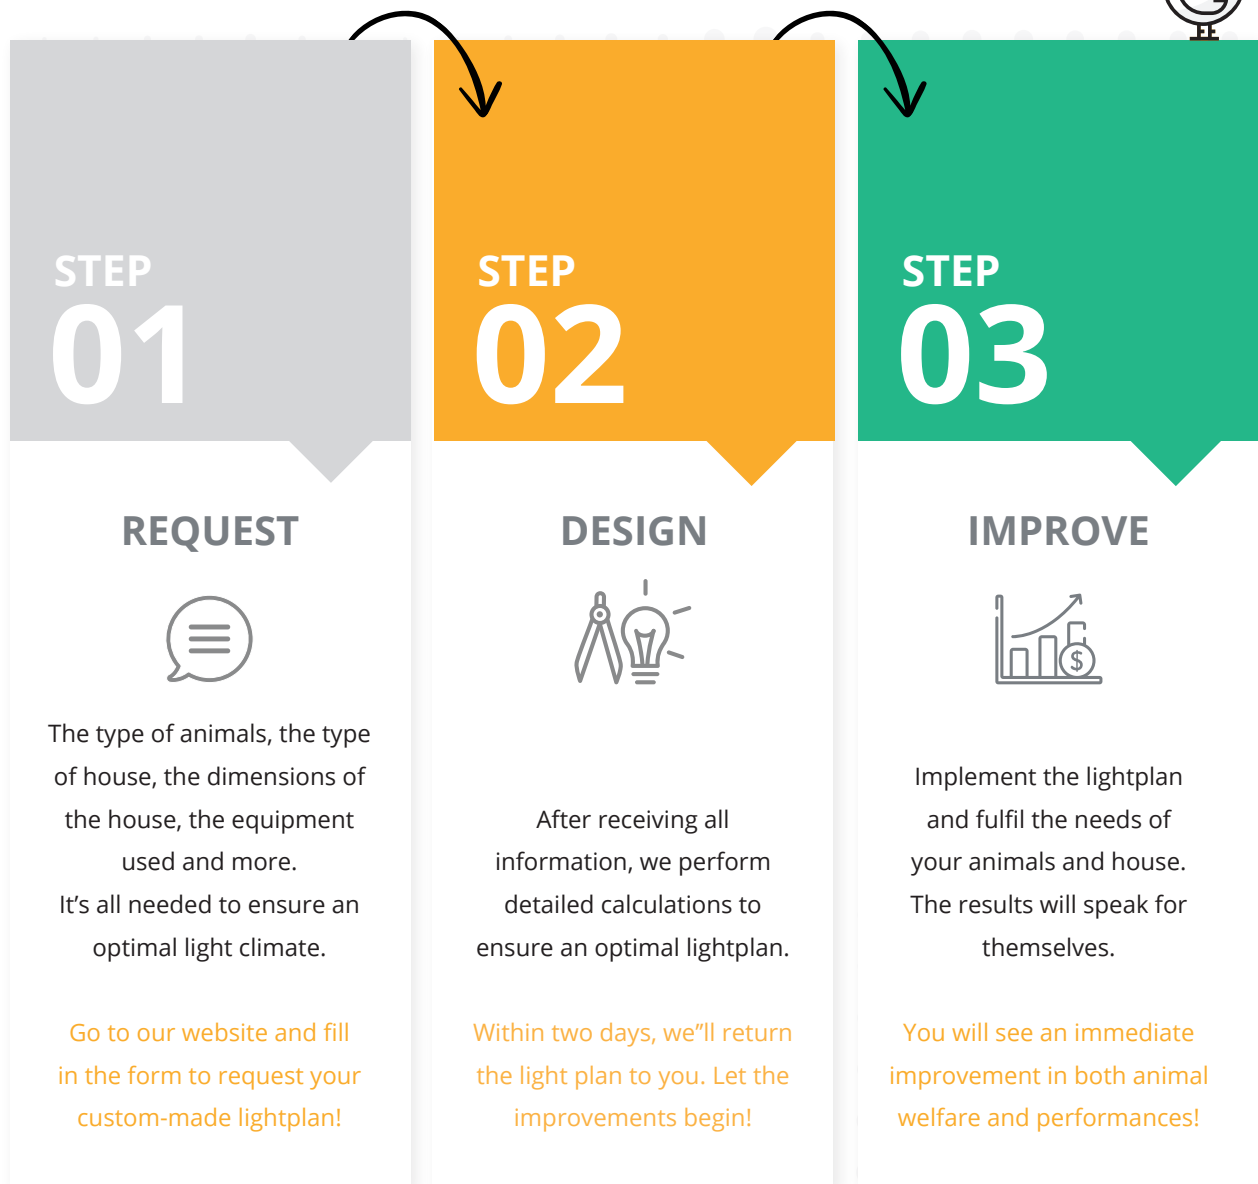 STEP
01
REQUEST
The type of animals, the type
of house, the dimensions of
the house, the equipment
used and more.
It’s all needed to ensure an
optimal light climate.
Go to our website and fill
in the form to request your
custom-made lightplan!
STEP
02
DESIGN
After receiving all
information, we perform
detailed calculations to
ensure an optimal lightplan.
Within two days, we”ll return
the light plan to you. Let the
improvements begin!
STEP
03
IMPROVE
$
Implement the lightplan
and fulfil the needs of
your animals and house.
The results will speak for
themselves.
You will see an immediate
improvement in both animal
welfare and performances!